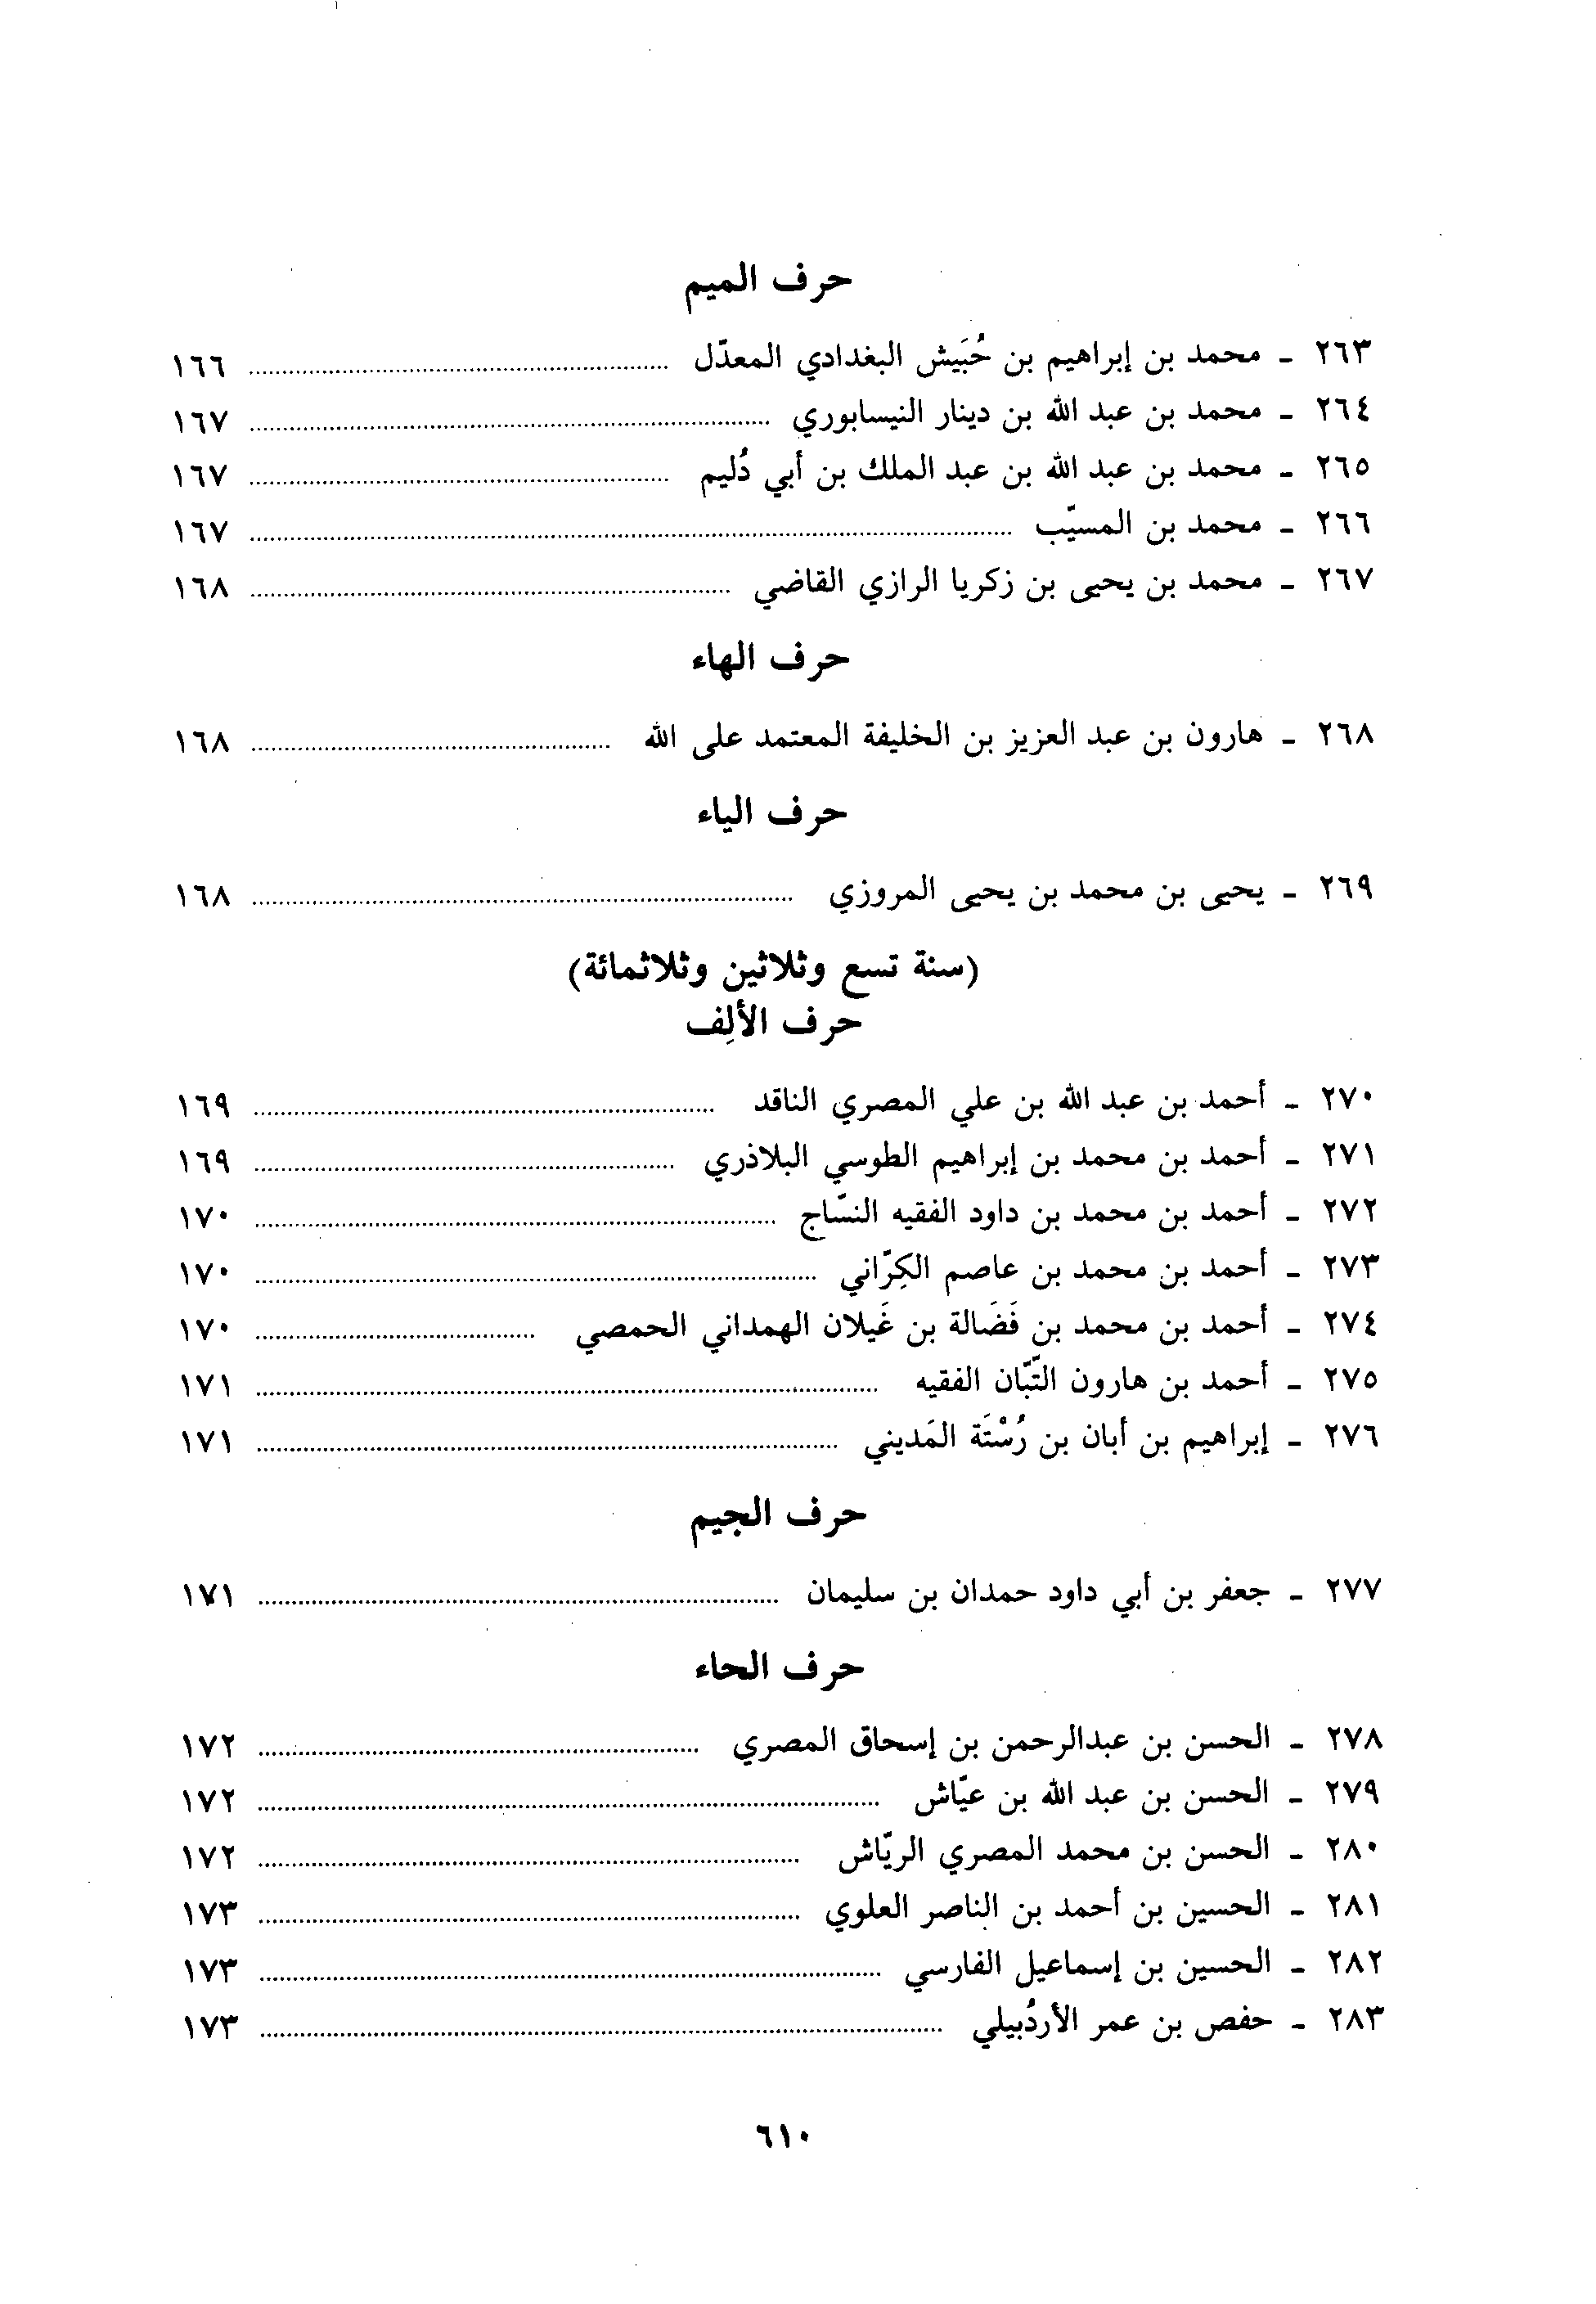 حرف الميم
٢٦٣ - محمد بن إبراهيم بن حُبَيش البغدادي المعدّل ........ ١٦٦
٢٦٤ - محمد بن عبد الله بن دينار النيسابوري ........ ١٦٧
٢٦٥ - محمد بن عبد الله بن عبد الملك بن أبي دُليم ........ ١٦٧
٢٦٦ - محمد بن المسيّب ........ ١٦٧
٢٦٧ - محمد بن يحيى بن زكريا الرازي القاضي ........ ١٦٨
حرف الهاء
٢٦٨ - هارون بن عبد العزيز بن الخليفة المعتمد على الله ........ ١٦٨
حرف الياء
٢٦٩ - يحيى بن محمد بن يحيى المروزي ........ ١٦٨
(سنة تسع وثلاثين وثلاثمائة)
حرف الألِف
٢٧٠ - أحمد بن عبد الله بن علي المصري الناقد ........ ١٦٩
٢٧١ - أحمد بن محمد بن إبراهيم الطوسي البلاذري ........ ١٦٩
٢٧٢ - أحمد بن محمد بن داود الفقيه النسّاج ........ ١٧٠
٢٧٣ - أحمد بن محمد بن عاصم الكِرّاني ........ ١٧٠
٢٧٤ - أحمد بن محمد بن فَضَالة بن غَيلان الهمداني الحمصي ........ ١٧٠
٢٧٥ - أحمد بن هارون التّبّان الفقيه ........ ١٧١
٢٧٦ - إبراهيم بن أبان بن رُسْتَة المَديني ........ ١٧١
حرف الجيم
٢٧٧ - جعفر بن أبي داود حمدان بن سليمان ........ ١٧١
حرف الحاء
٢٧٨ - الحسن بن عبدالرحمن بن إسحاق المصري ........ ١٧٢
٢٧٩ - الحسن بن عبد الله بن عيّاش ........ ١٧٢
٢٨٠ - الحسن بن محمد المصري الريّاش ........ ١٧٢
٢٨١ - الحسين بن أحمد بن الناصر العلوي ........ ١٧٣
٢٨٢ - الحسين بن إسماعيل الفارسي ........ ١٧٣
٢٨٣ - حفص بن عمر الأردُبيلي ........ ١٧٣
٦١٠